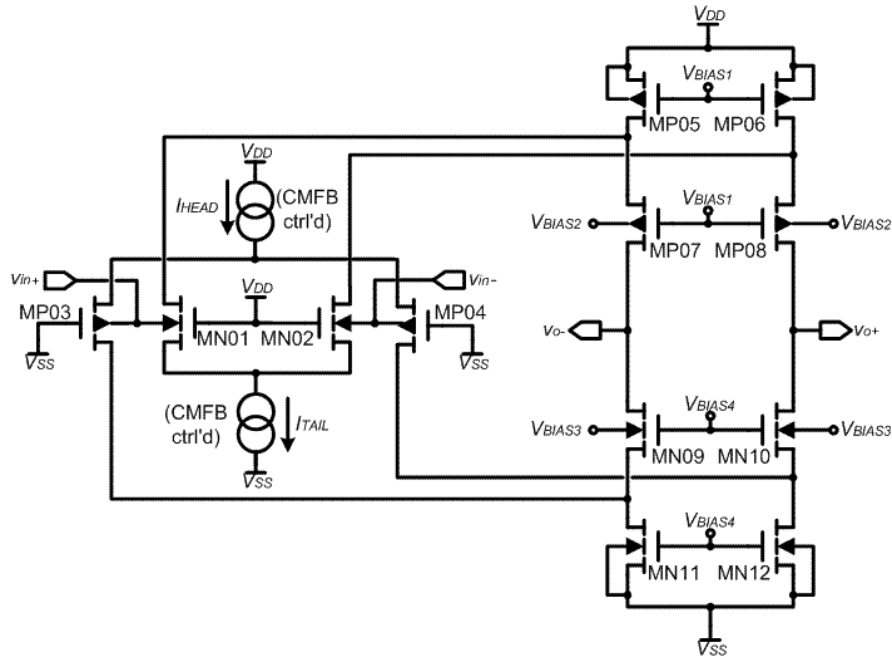 VDD
VBIAS1
MP05 MP06
VDD
IHEAD
(CMFB
ctrl'd)
VBIAS1
VBIAS2
VBIAS2
MP07 MP08
vin+
vin-
VDD
MP03
MP04
MN01 MN02
VSS
VSS
vo-
vo+
(CMFB
ctrl'd)
ITAIL
VSS
VBIAS4
VBIAS3
VBIAS3
MN09 MN10
VBIAS4
MN11 MN12
VSS